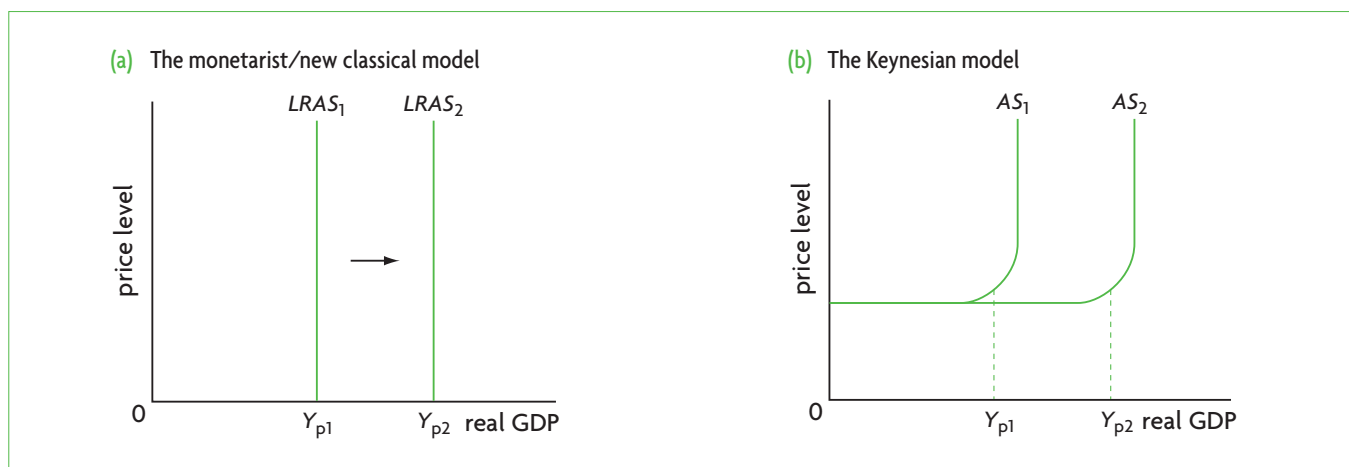 (a) The monetarist/new classical model
LRAS₁ LRAS₂
price level
0
Yp1 Yp2 real GDP
(b) The Keynesian model
AS₁ AS₂
price level
0
Yp1 Yp2 real GDP